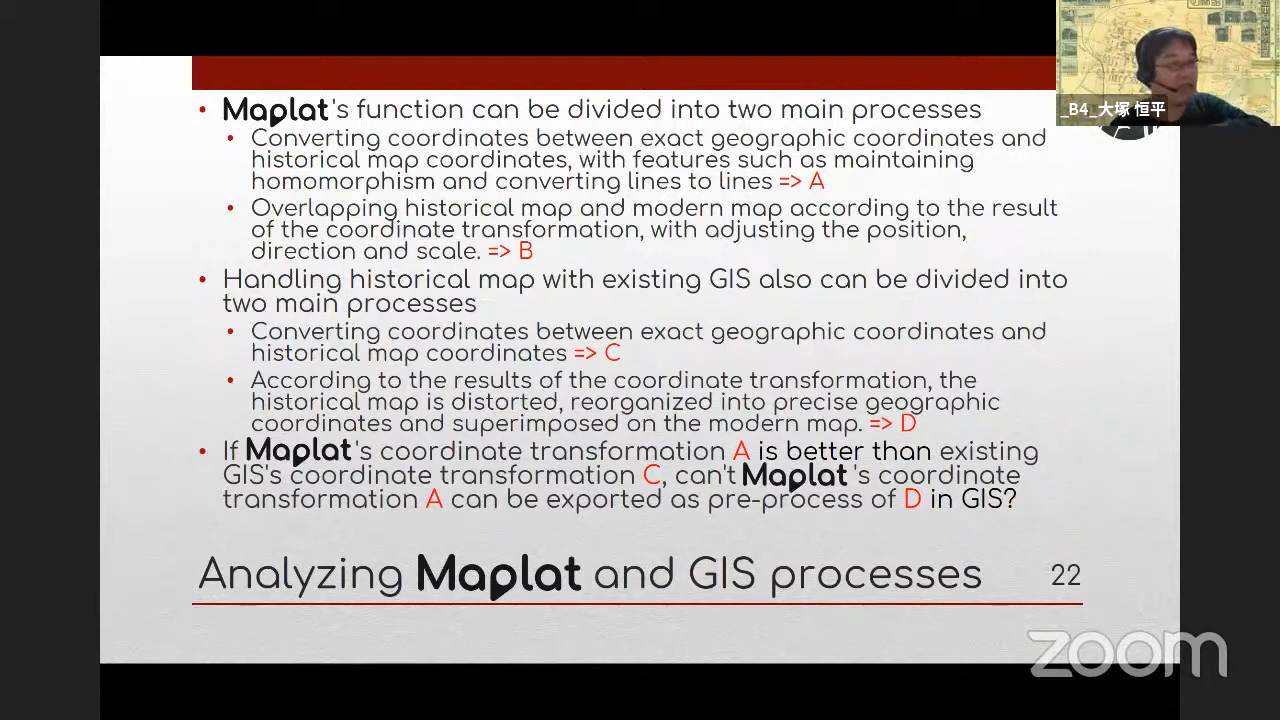 Maplat's function can be divided into two main processes
Converting coordinates between exact geographic coordinates and
historical map coordinates, with features such as maintaining
homomorphism and converting lines to lines => A
Overlapping historical map and modern map according to the result
of the coordinate transformation, with adjusting the position,
direction and scale. => B
Handling historical map with existing GIS also can be divided into
two main processes
Converting coordinates between exact geographic coordinates and
historical map coordinates => C
According to the results of the coordinate transformation, the
historical map is distorted, reorganized into precise geographic
coordinates and superimposed on the modern map. => D
If Maplat's coordinate transformation A is better than existing
GIS's coordinate transformation C, can't Maplat's coordinate
transformation A can be exported as pre-process of D in GIS?
Analyzing Maplat and GIS processes
22
_B4_大塚 恒平
zoom